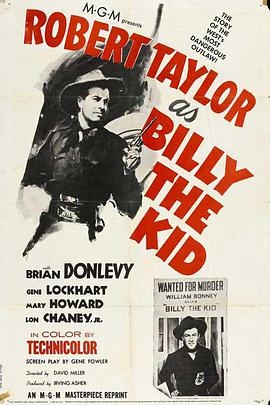 M-G-M presents
THE STORY
OF THE
WEST'S
MOST
DANGEROUS
OUTLAW!
ROBERT TAYLOR
as
BILLY
THE KID
with
BRIAN DONLEVY
GENE LOCKHART
MARY HOWARD
LON CHANEY, JR.
IN COLOR BY
TECHNICOLOR
SCREEN PLAY BY GENE FOWLER
Directed by DAVID MILLER
Produced by IRVING ASHER
AN M-G-M MASTERPIECE REPRINT
WANTED FOR MURDER
WILLIAM BONNEY
ALIAS
"BILLY THE KID"